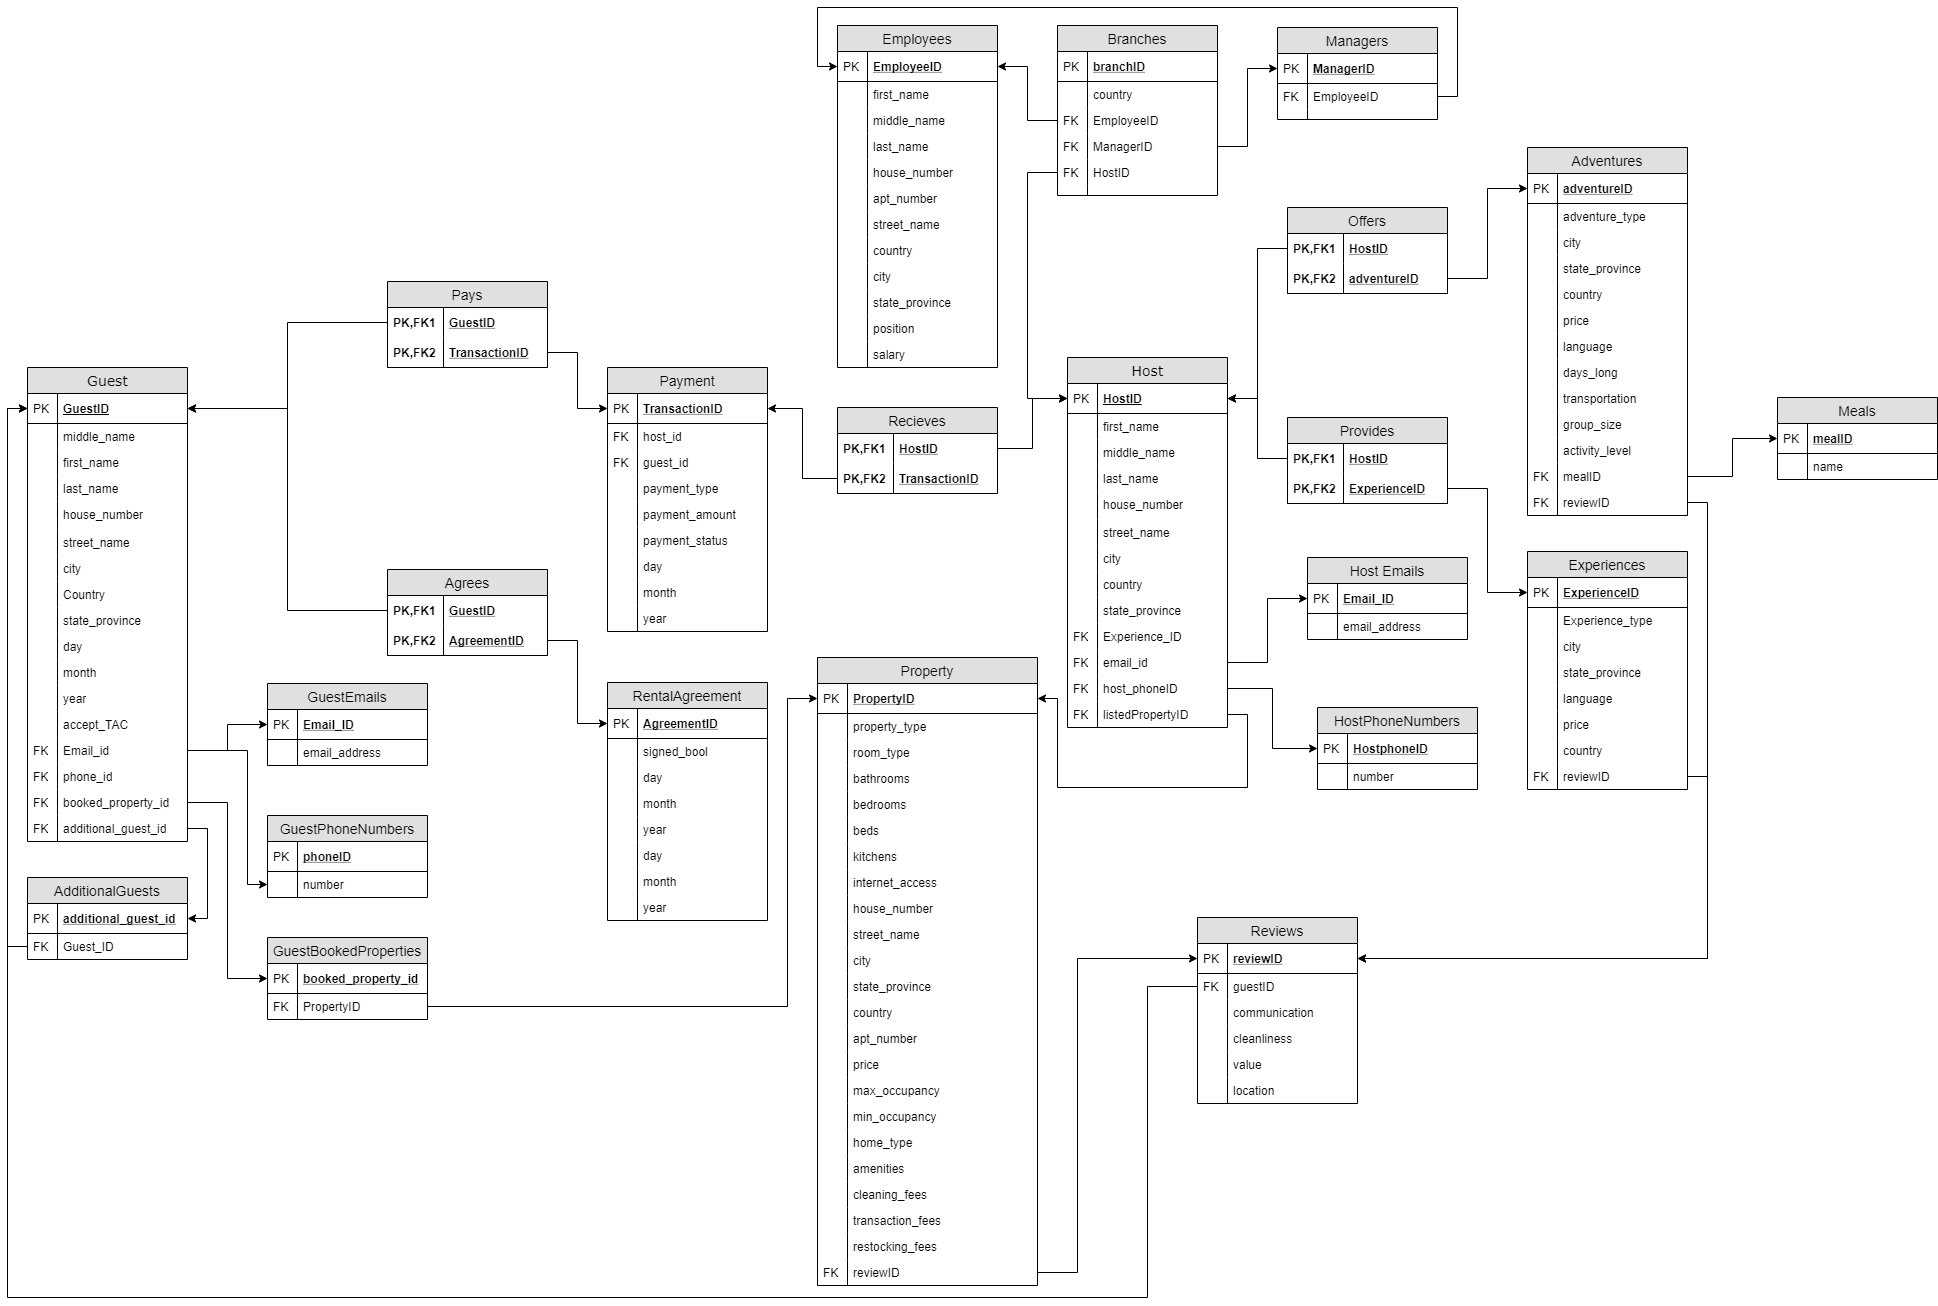 Employees
PK EmployeeID
first_name
middle_name
last_name
house_number
apt_number
street_name
country
city
state_province
position
salary
Branches
PK branchID
country
FK EmployeeID
FK ManagerID
FK HostID
Managers
PK ManagerID
FK EmployeeID
Adventures
PK adventureID
adventure_type
city
state_province
country
price
language
days_long
transportation
group_size
activity_level
FK mealID
FK reviewID
Offers
PK,FK1 HostID
PK,FK2 adventureID
Pays
PK,FK1 GuestID
PK,FK2 TransactionID
Guest
PK GuestID
middle_name
first_name
last_name
house_number
street_name
city
Country
state_province
day
month
year
accept_TAC
FK Email_id
FK phone_id
FK booked_property_id
FK additional_guest_id
Payment
PK TransactionID
FK host_id
FK guest_id
payment_type
payment_amount
payment_status
day
month
year
Recieves
PK,FK1 HostID
PK,FK2 TransactionID
Host
PK HostID
first_name
middle_name
last_name
house_number
street_name
city
country
state_province
FK Experience_ID
FK email_id
FK host_phoneID
FK listedPropertyID
Provides
PK,FK1 HostID
PK,FK2 ExperienceID
Meals
PK mealID
name
Agrees
PK,FK1 GuestID
PK,FK2 AgreementID
Host Emails
PK Email_ID
email_address
Experiences
PK ExperienceID
Experience_type
city
state_province
language
price
country
FK reviewID
GuestEmails
PK Email_ID
email_address
RentalAgreement
PK AgreementID
signed_bool
day
month
year
day
month
year
Property
PK PropertyID
property_type
room_type
bathrooms
bedrooms
beds
kitchens
internet_access
house_number
street_name
city
state_province
country
apt_number
price
max_occupancy
min_occupancy
home_type
amenities
cleaning_fees
transaction_fees
restocking_fees
FK reviewID
HostPhoneNumbers
PK HostphoneID
number
GuestPhoneNumbers
PK phoneID
number
AdditionalGuests
PK additional_guest_id
FK Guest_ID
GuestBookedProperties
PK booked_property_id
FK PropertyID
Reviews
PK reviewID
FK guestID
communication
cleanliness
value
location